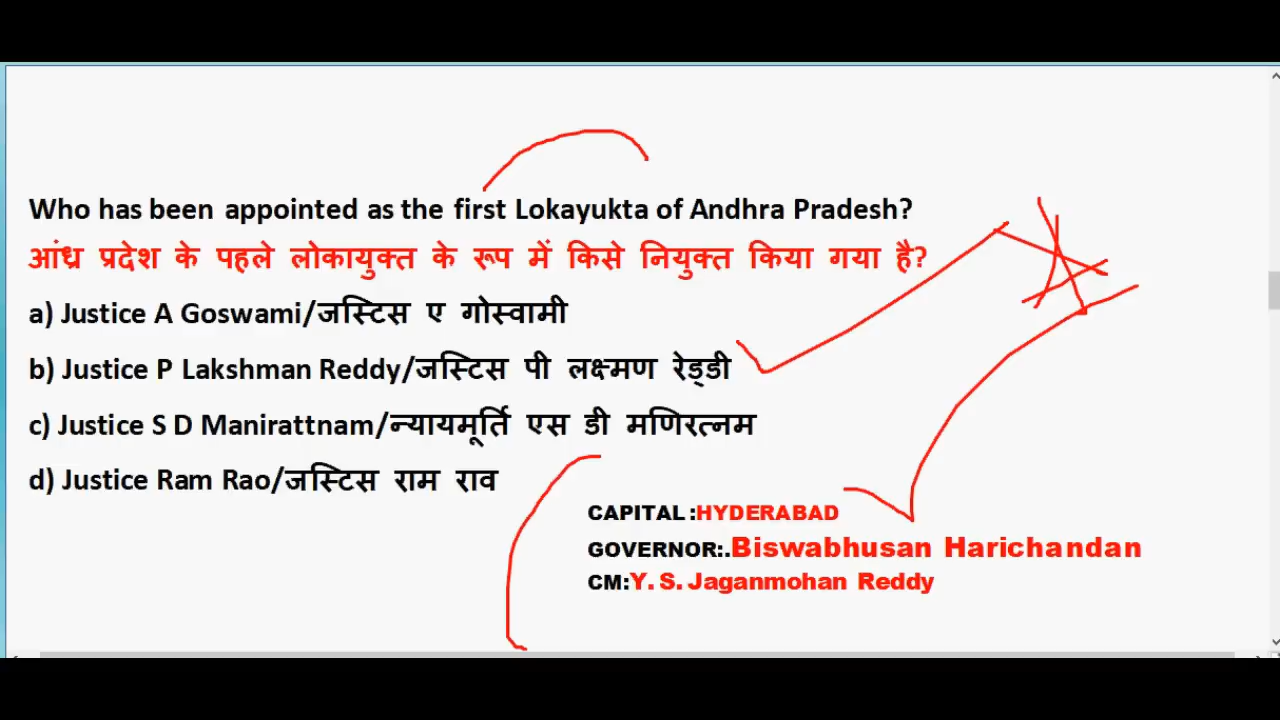 Who has been appointed as the first Lokayukta of Andhra Pradesh?
आंध्र प्रदेश के पहले लोकायुक्त के रूप में किसे नियुक्त किया गया है?
a) Justice A Goswami/जस्टिस ए गोस्वामी
b) Justice P Lakshman Reddy/जस्टिस पी लक्ष्मण रेड्डी
c) Justice S D Manirattnam/न्यायमूर्ति एस डी मणिरत्नम
d) Justice Ram Rao/जस्टिस राम राव
CAPITAL :HYDERABAD
GOVERNOR:.Biswabhusan Harichandan
CM:Y. S. Jaganmohan Reddy